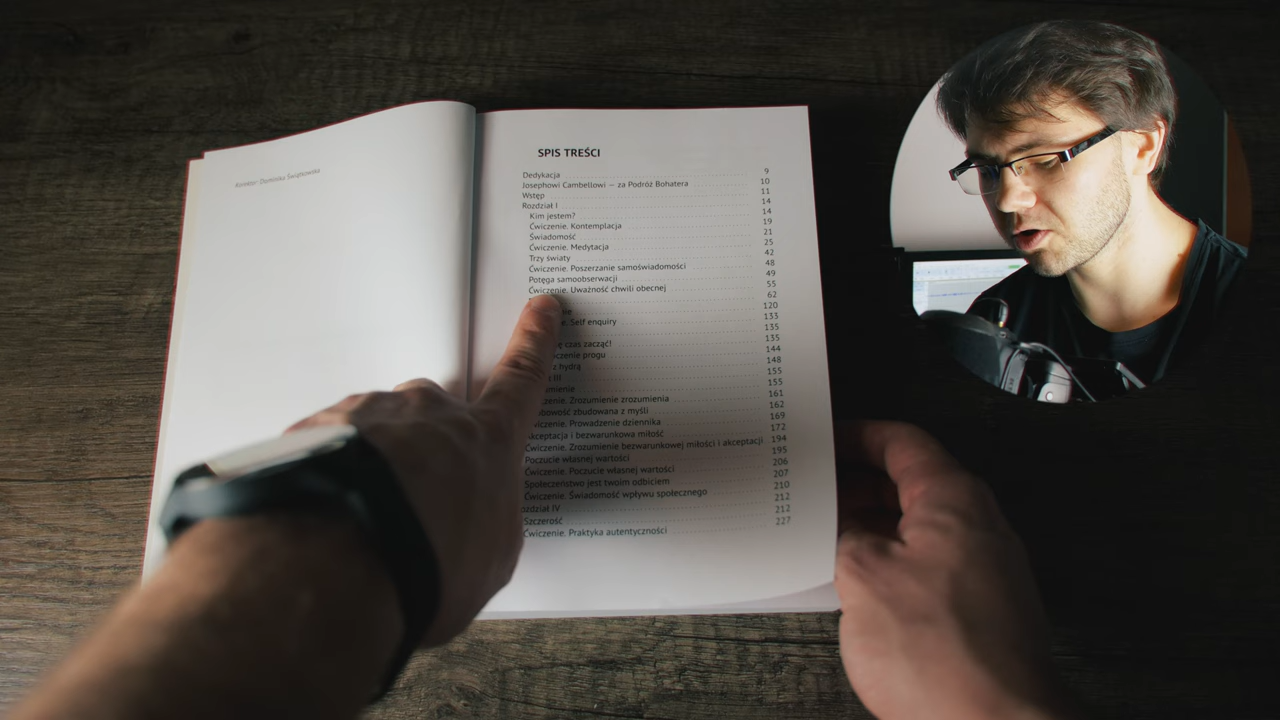 Korektor: Dominika Świątkowska
SPIS TREŚCI
Dedykacja 9
Josephowi Cambellowi – za Podróż Bohatera 10
Wstęp 11
Rozdział I 14
Kim jestem? 14
Ćwiczenie. Kontemplacja 19
Świadomość 21
Ćwiczenie. Medytacja 25
Trzy światy 42
Ćwiczenie. Poszerzanie samoświadomości 48
Potęga samoobserwacji 49
Ćwiczenie. Uważność chwili obecnej 55
62
120
Self enquiry 133
135
czas zacząć! 135
progu 144
z hydrą 148
III 155
155
Zrozumienie zrozumienia 161
zbudowana z myśli 162
Ćwiczenie. Prowadzenie dziennika 169
Akceptacja i bezwarunkowa miłość 172
Ćwiczenie. Zrozumienie bezwarunkowej miłości i akceptacji 194
Poczucie własnej wartości 195
Ćwiczenie. Poczucie własnej wartości 206
Społeczeństwo jest twoim odbiciem 207
Ćwiczenie. Świadomość wpływu społecznego 210
Rozdział IV 212
Szczerość 212
Ćwiczenie. Praktyka autentyczności 227